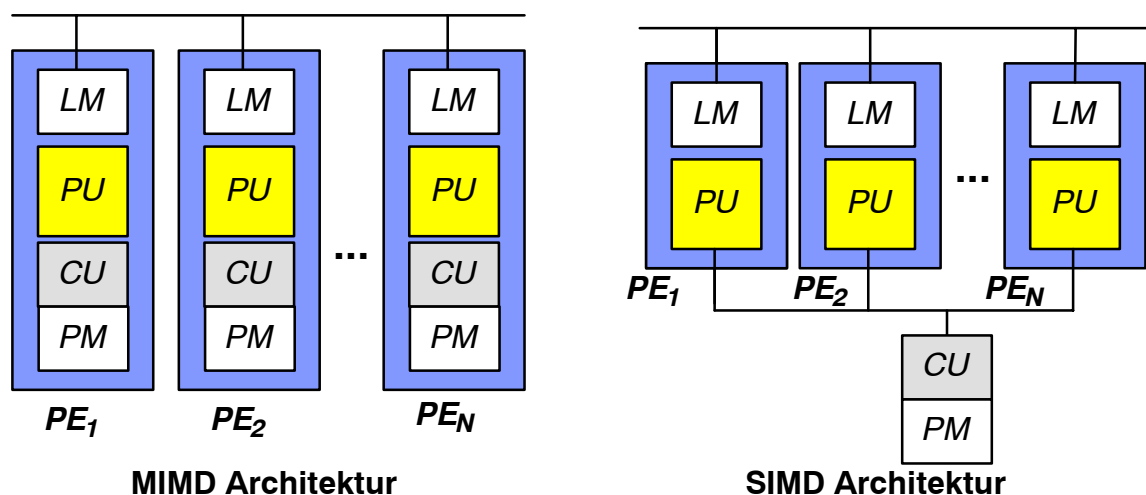 LM
PU
CU
PM
PE1
LM
PU
CU
PM
PE2
...
LM
PU
CU
PM
PEN
MIMD Architektur
LM
PU
PE1
LM
PU
PE2
...
LM
PU
PEN
CU
PM
SIMD Architektur